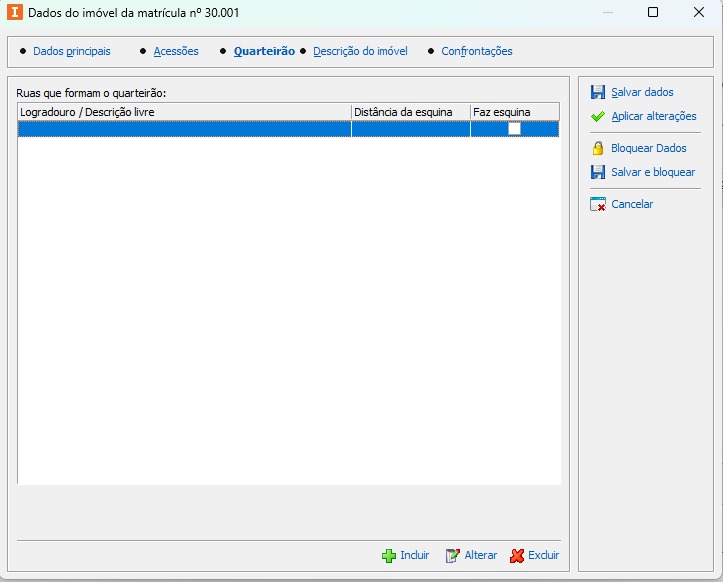 I Dados do imóvel da matrícula nº 30.001
Dados principais Acessões Quarteirão Descrição do imóvel Confrontações
Ruas que formam o quarteirão:
Logradouro / Descrição livre Distância da esquina Faz esquina
Salvar dados
Aplicar alterações
Bloquear Dados
Salvar e bloquear
Cancelar
Incluir Alterar Excluir